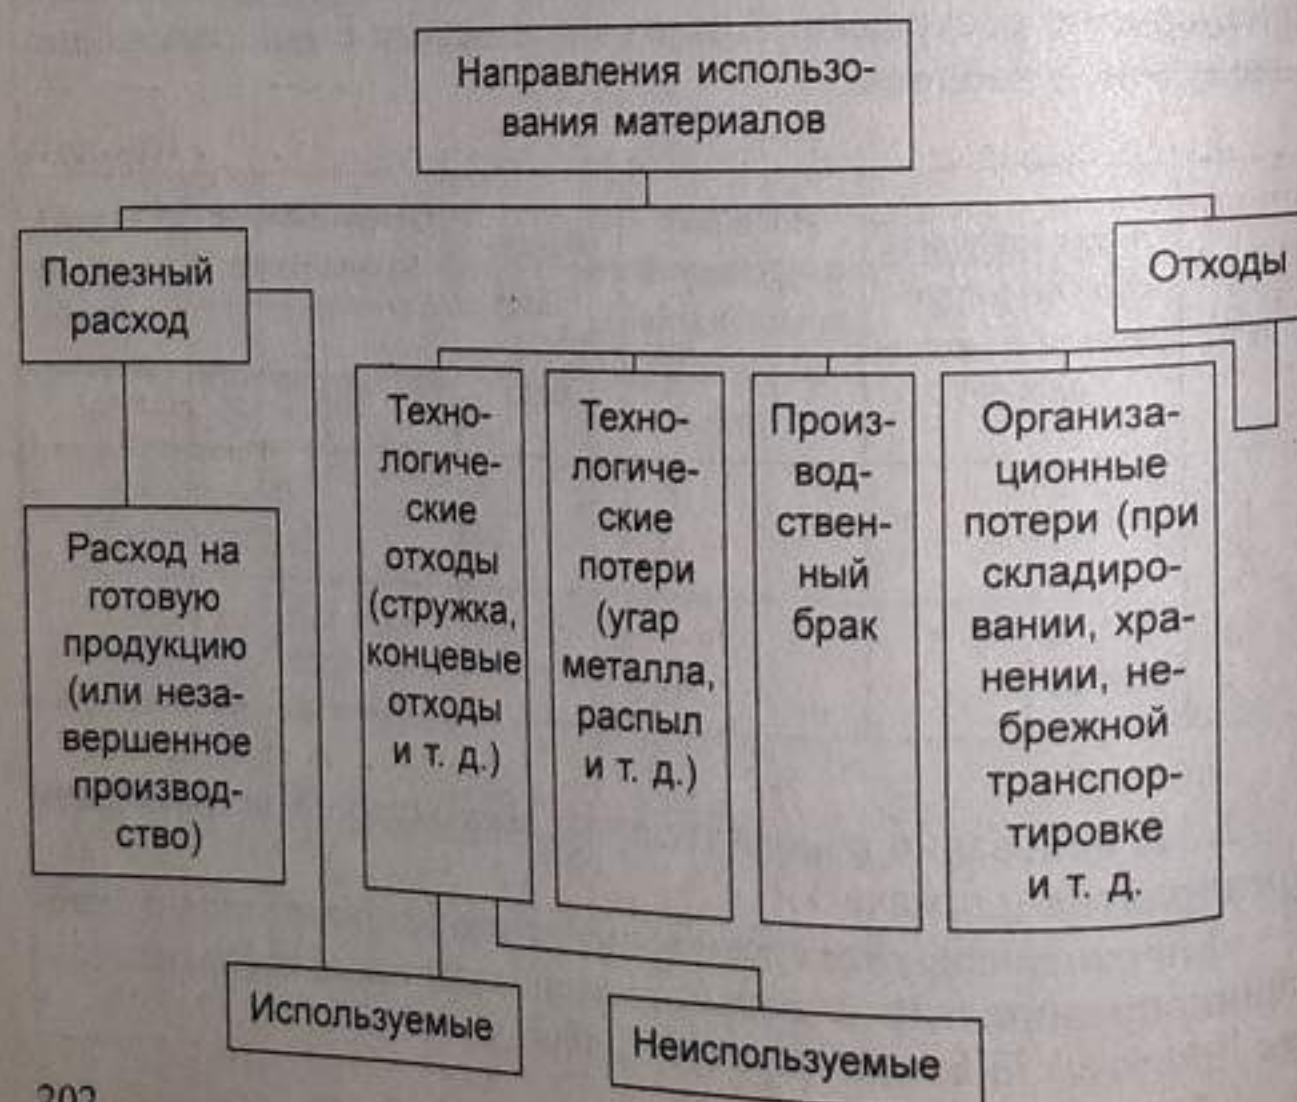 Направления использо-
вания материалов
Полезный
расход
Отходы
Расход на
готовую
продукцию
(или неза-
вершенное
производ-
ство)
Техно-
логиче-
ские
отходы
(стружка,
концевые
отходы
и т. д.)
Техно-
логиче-
ские
потери
(угар
металла,
распыл
и т. д.)
Произ-
вод-
ствен-
ный
брак
Организа-
ционные
потери (при
складиро-
вании, хра-
нении, не-
брежной
транспор-
тировке
и т. д.
Используемые
Неиспользуемые
202